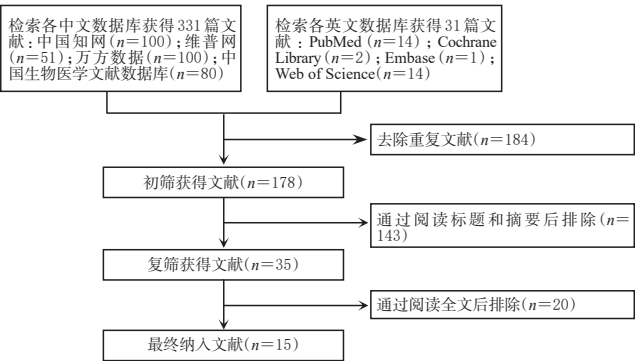 检索各中文数据库获得331篇文
献：中国知网(n=100)；维普网
(n=51)；万方数据(n=100)；中
国生物医学文献数据库(n=80)
检索各英文数据库获得31篇文
献：PubMed（n=14）；Cochrane
Library(n=2)；Embase(n=1)；
Web of Science(n=14)
去除重复文献(n=184)
初筛获得文献(n=178)
通过阅读标题和摘要后排除(n=
143)
复筛获得文献(n=35)
通过阅读全文后排除(n=20)
最终纳入文献(n=15)